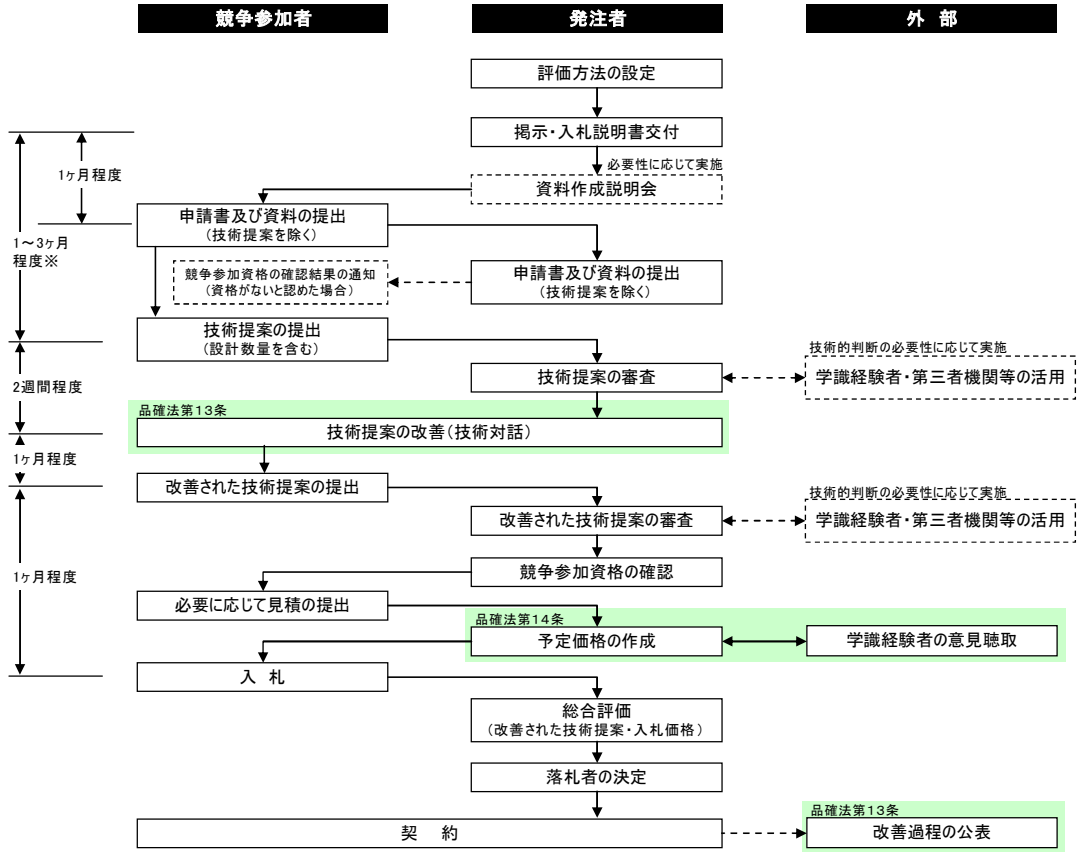 競争参加者
発注者
外 部
評価方法の設定
掲示・入札説明書交付
必要性に応じて実施
1ヶ月程度
資料作成説明会
申請書及び資料の提出
（技術提案を除く）
1～3ヶ月
程度※
競争参加資格の確認結果の通知
（資格がないと認めた場合）
申請書及び資料の提出
（技術提案を除く）
技術提案の提出
（設計数量を含む）
技術的判断の必要性に応じて実施
2週間程度
技術提案の審査
学識経験者・第三者機関等の活用
品確法第13条
技術提案の改善（技術対話）
1ヶ月程度
改善された技術提案の提出
技術的判断の必要性に応じて実施
改善された技術提案の審査
学識経験者・第三者機関等の活用
1ヶ月程度
競争参加資格の確認
必要に応じて見積の提出
品確法第14条
予定価格の作成
学識経験者の意見聴取
入 札
総合評価
（改善された技術提案・入札価格）
落札者の決定
品確法第13条
契 約
改善過程の公表